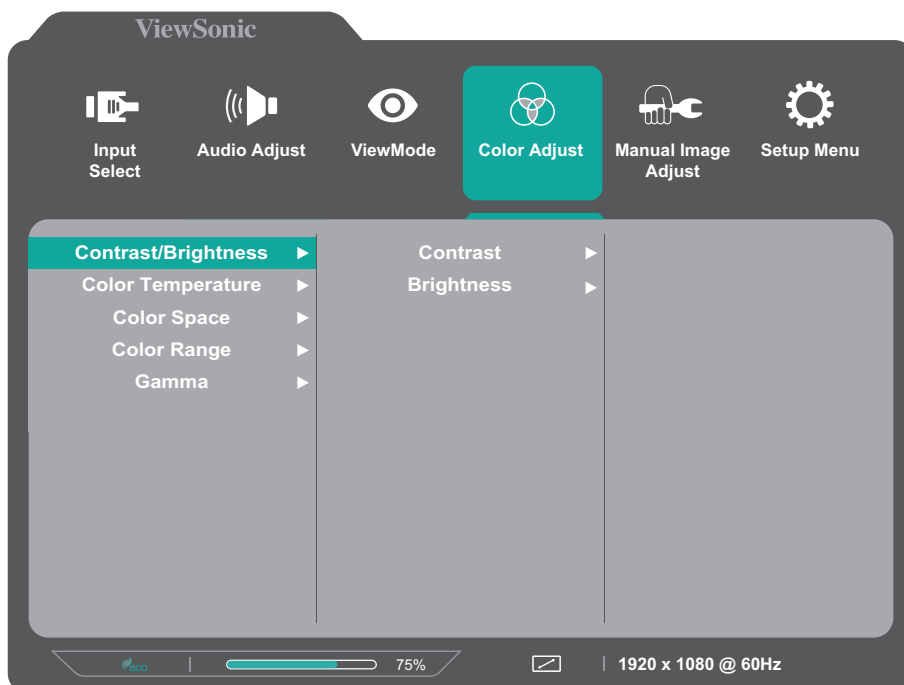 ViewSonic
Input
Select
Audio Adjust
ViewMode
Color Adjust
Manual Image
Adjust
Setup Menu
Contrast/Brightness
Color Temperature
Color Space
Color Range
Gamma
Contrast
Brightness
eco
75%
1920 x 1080 @ 60Hz